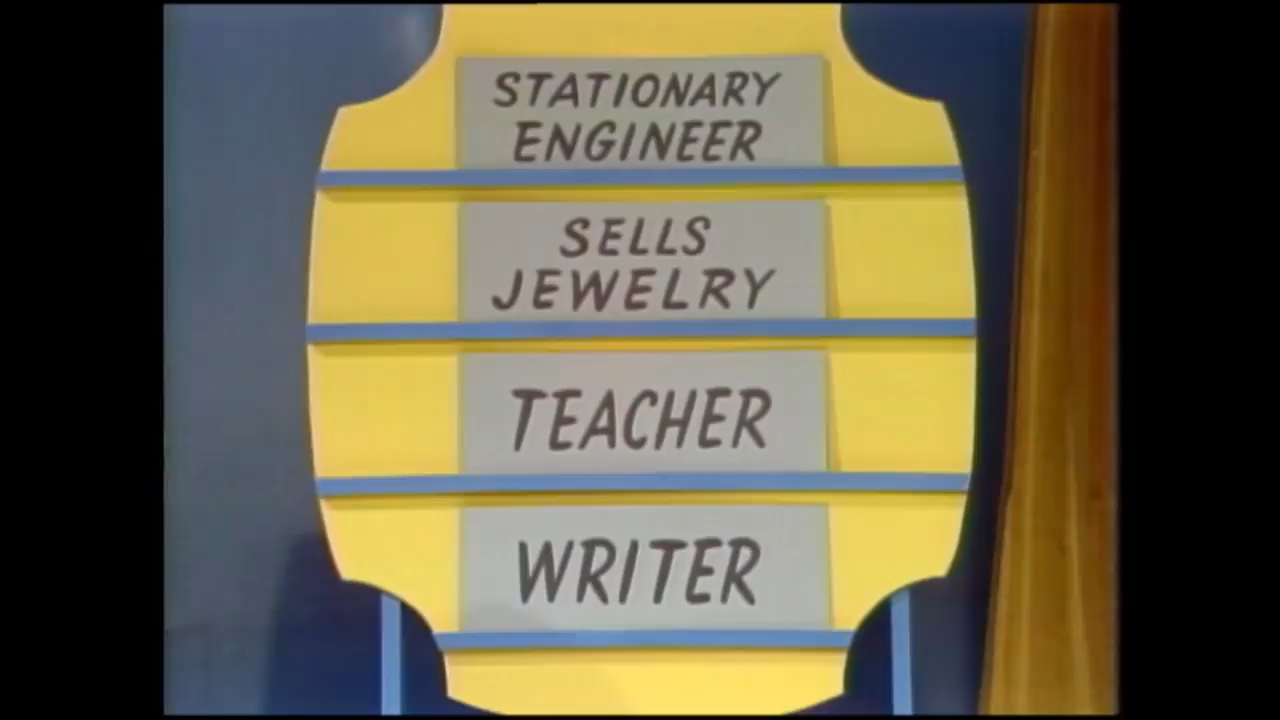 STATIONARY
ENGINEER
SELLS
JEWELRY
TEACHER
WRITER